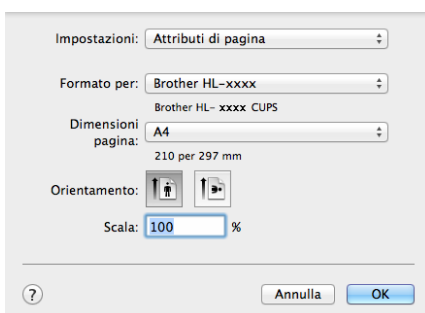 Impostazioni: Attributi di pagina
Formato per: Brother HL-xxxx
Brother HL- xxxx CUPS
Dimensioni pagina: A4
210 per 297 mm
Orientamento:
Scala: 100 %
? Annulla OK